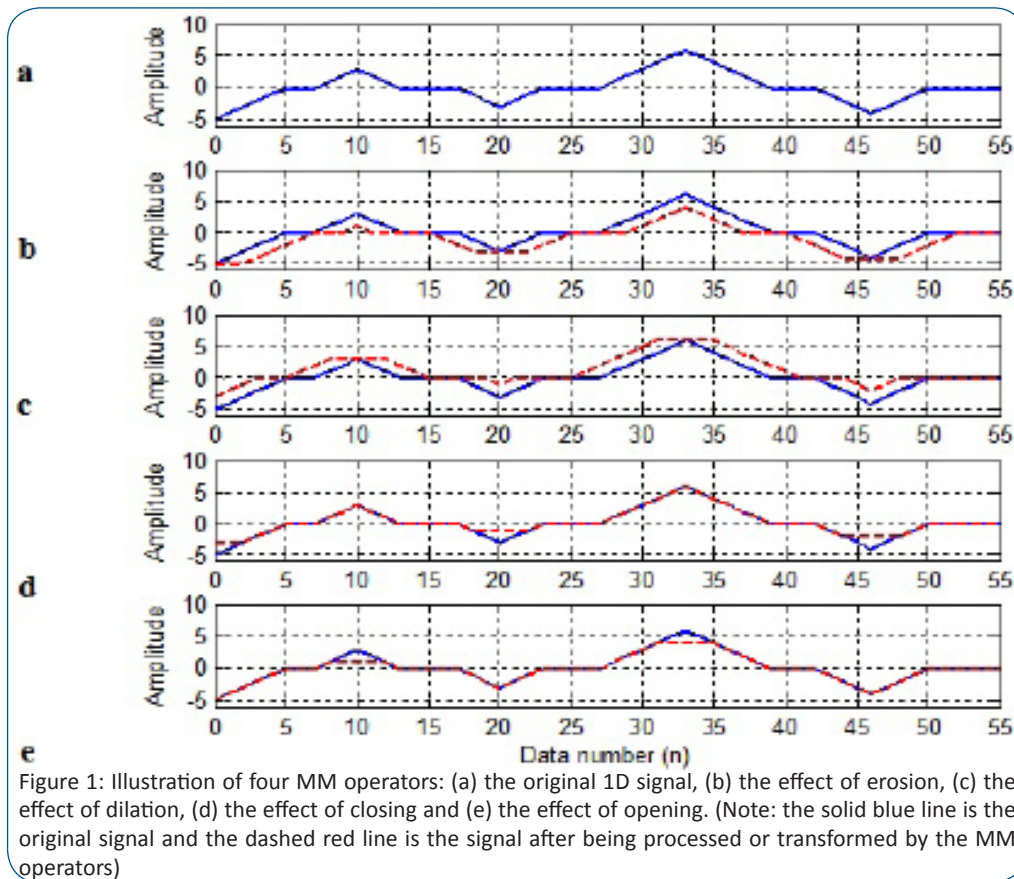 a
Amplitude
10
5
0
-5
0 5 10 15 20 25 30 35 40 45 50 55
b
Amplitude
10
5
0
-5
0 5 10 15 20 25 30 35 40 45 50 55
c
Amplitude
10
5
0
-5
0 5 10 15 20 25 30 35 40 45 50 55
d
Amplitude
10
5
0
-5
0 5 10 15 20 25 30 35 40 45 50 55
e
Amplitude
10
5
0
-5
0 5 10 15 20 25 30 35 40 45 50 55
Data number (n)
Figure 1: Illustration of four MM operators: (a) the original 1D signal, (b) the effect of erosion, (c) the
effect of dilation, (d) the effect of closing and (e) the effect of opening. (Note: the solid blue line is the
original signal and the dashed red line is the signal after being processed or transformed by the MM
operators)